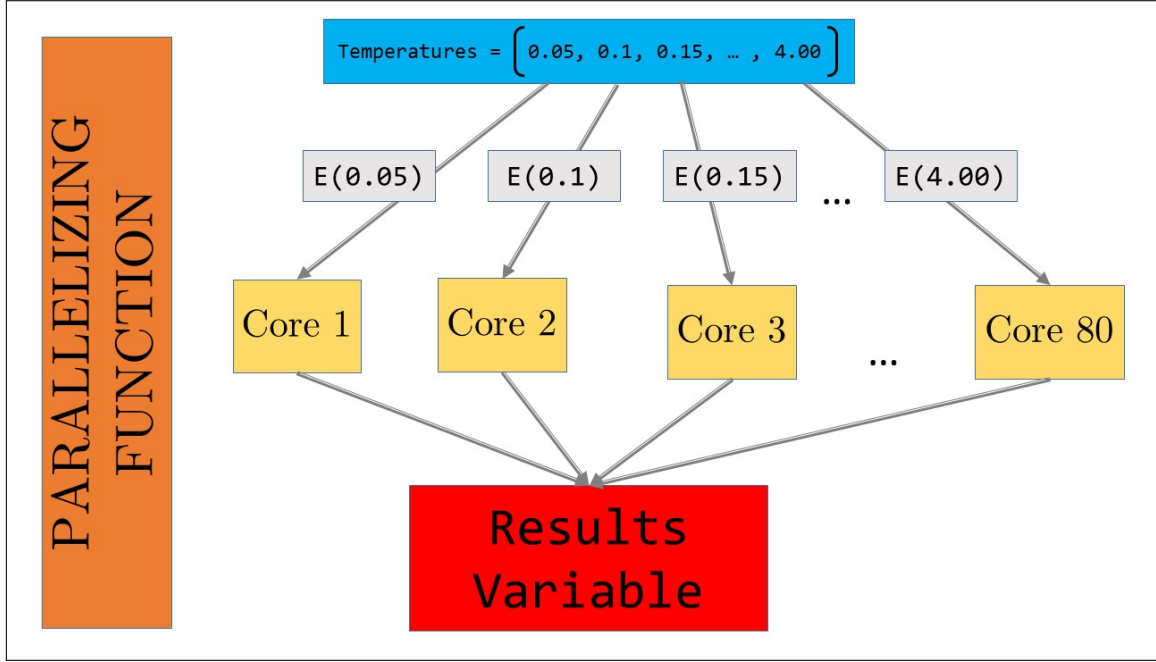 PARALLELIZING
FUNCTION
Temperatures = [0.05, 0.1, 0.15, … , 4.00]
E(0.05)
E(0.1)
E(0.15)
...
E(4.00)
Core 1
Core 2
Core 3
...
Core 80
Results
Variable